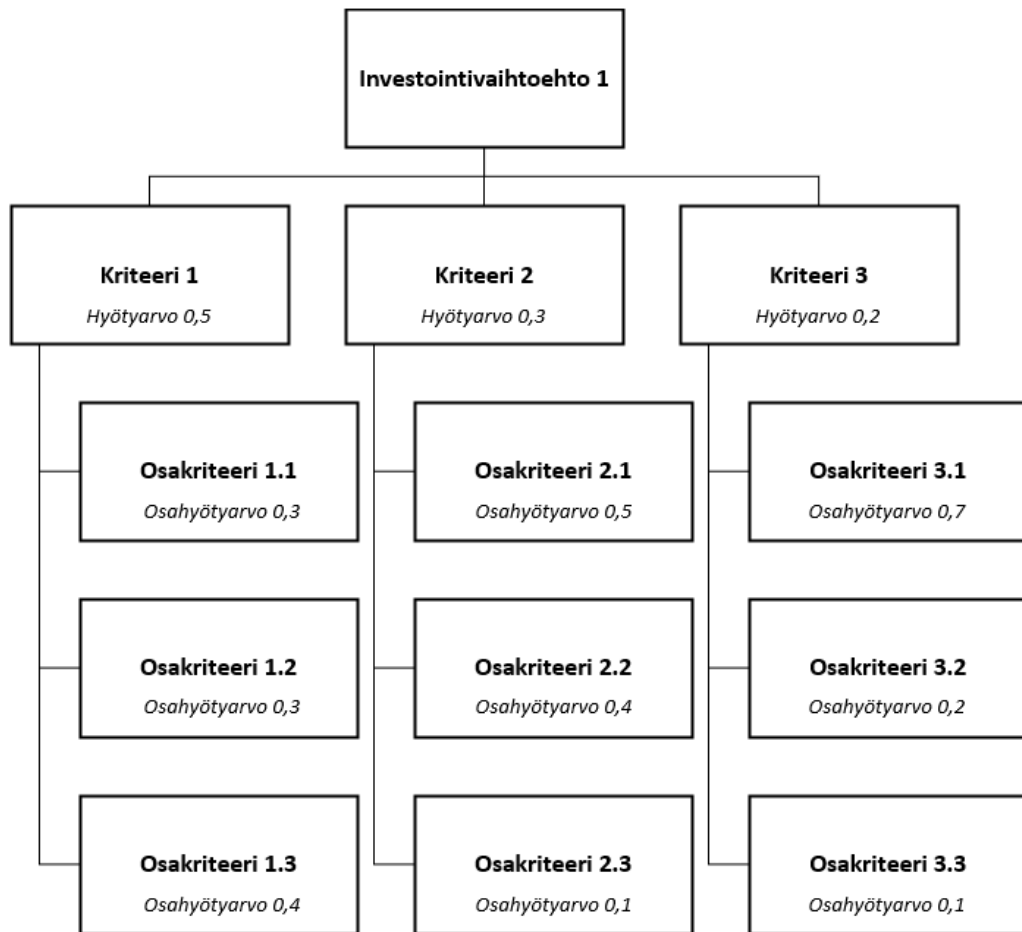 Investointivaihtoehto 1
Kriteeri 1
Hyötyarvo 0,5
Kriteeri 2
Hyötyarvo 0,3
Kriteeri 3
Hyötyarvo 0,2
Osakriteeri 1.1
Osahyötyarvo 0,3
Osakriteeri 2.1
Osahyötyarvo 0,5
Osakriteeri 3.1
Osahyötyarvo 0,7
Osakriteeri 1.2
Osahyötyarvo 0,3
Osakriteeri 2.2
Osahyötyarvo 0,4
Osakriteeri 3.2
Osahyötyarvo 0,2
Osakriteeri 1.3
Osahyötyarvo 0,4
Osakriteeri 2.3
Osahyötyarvo 0,1
Osakriteeri 3.3
Osahyötyarvo 0,1